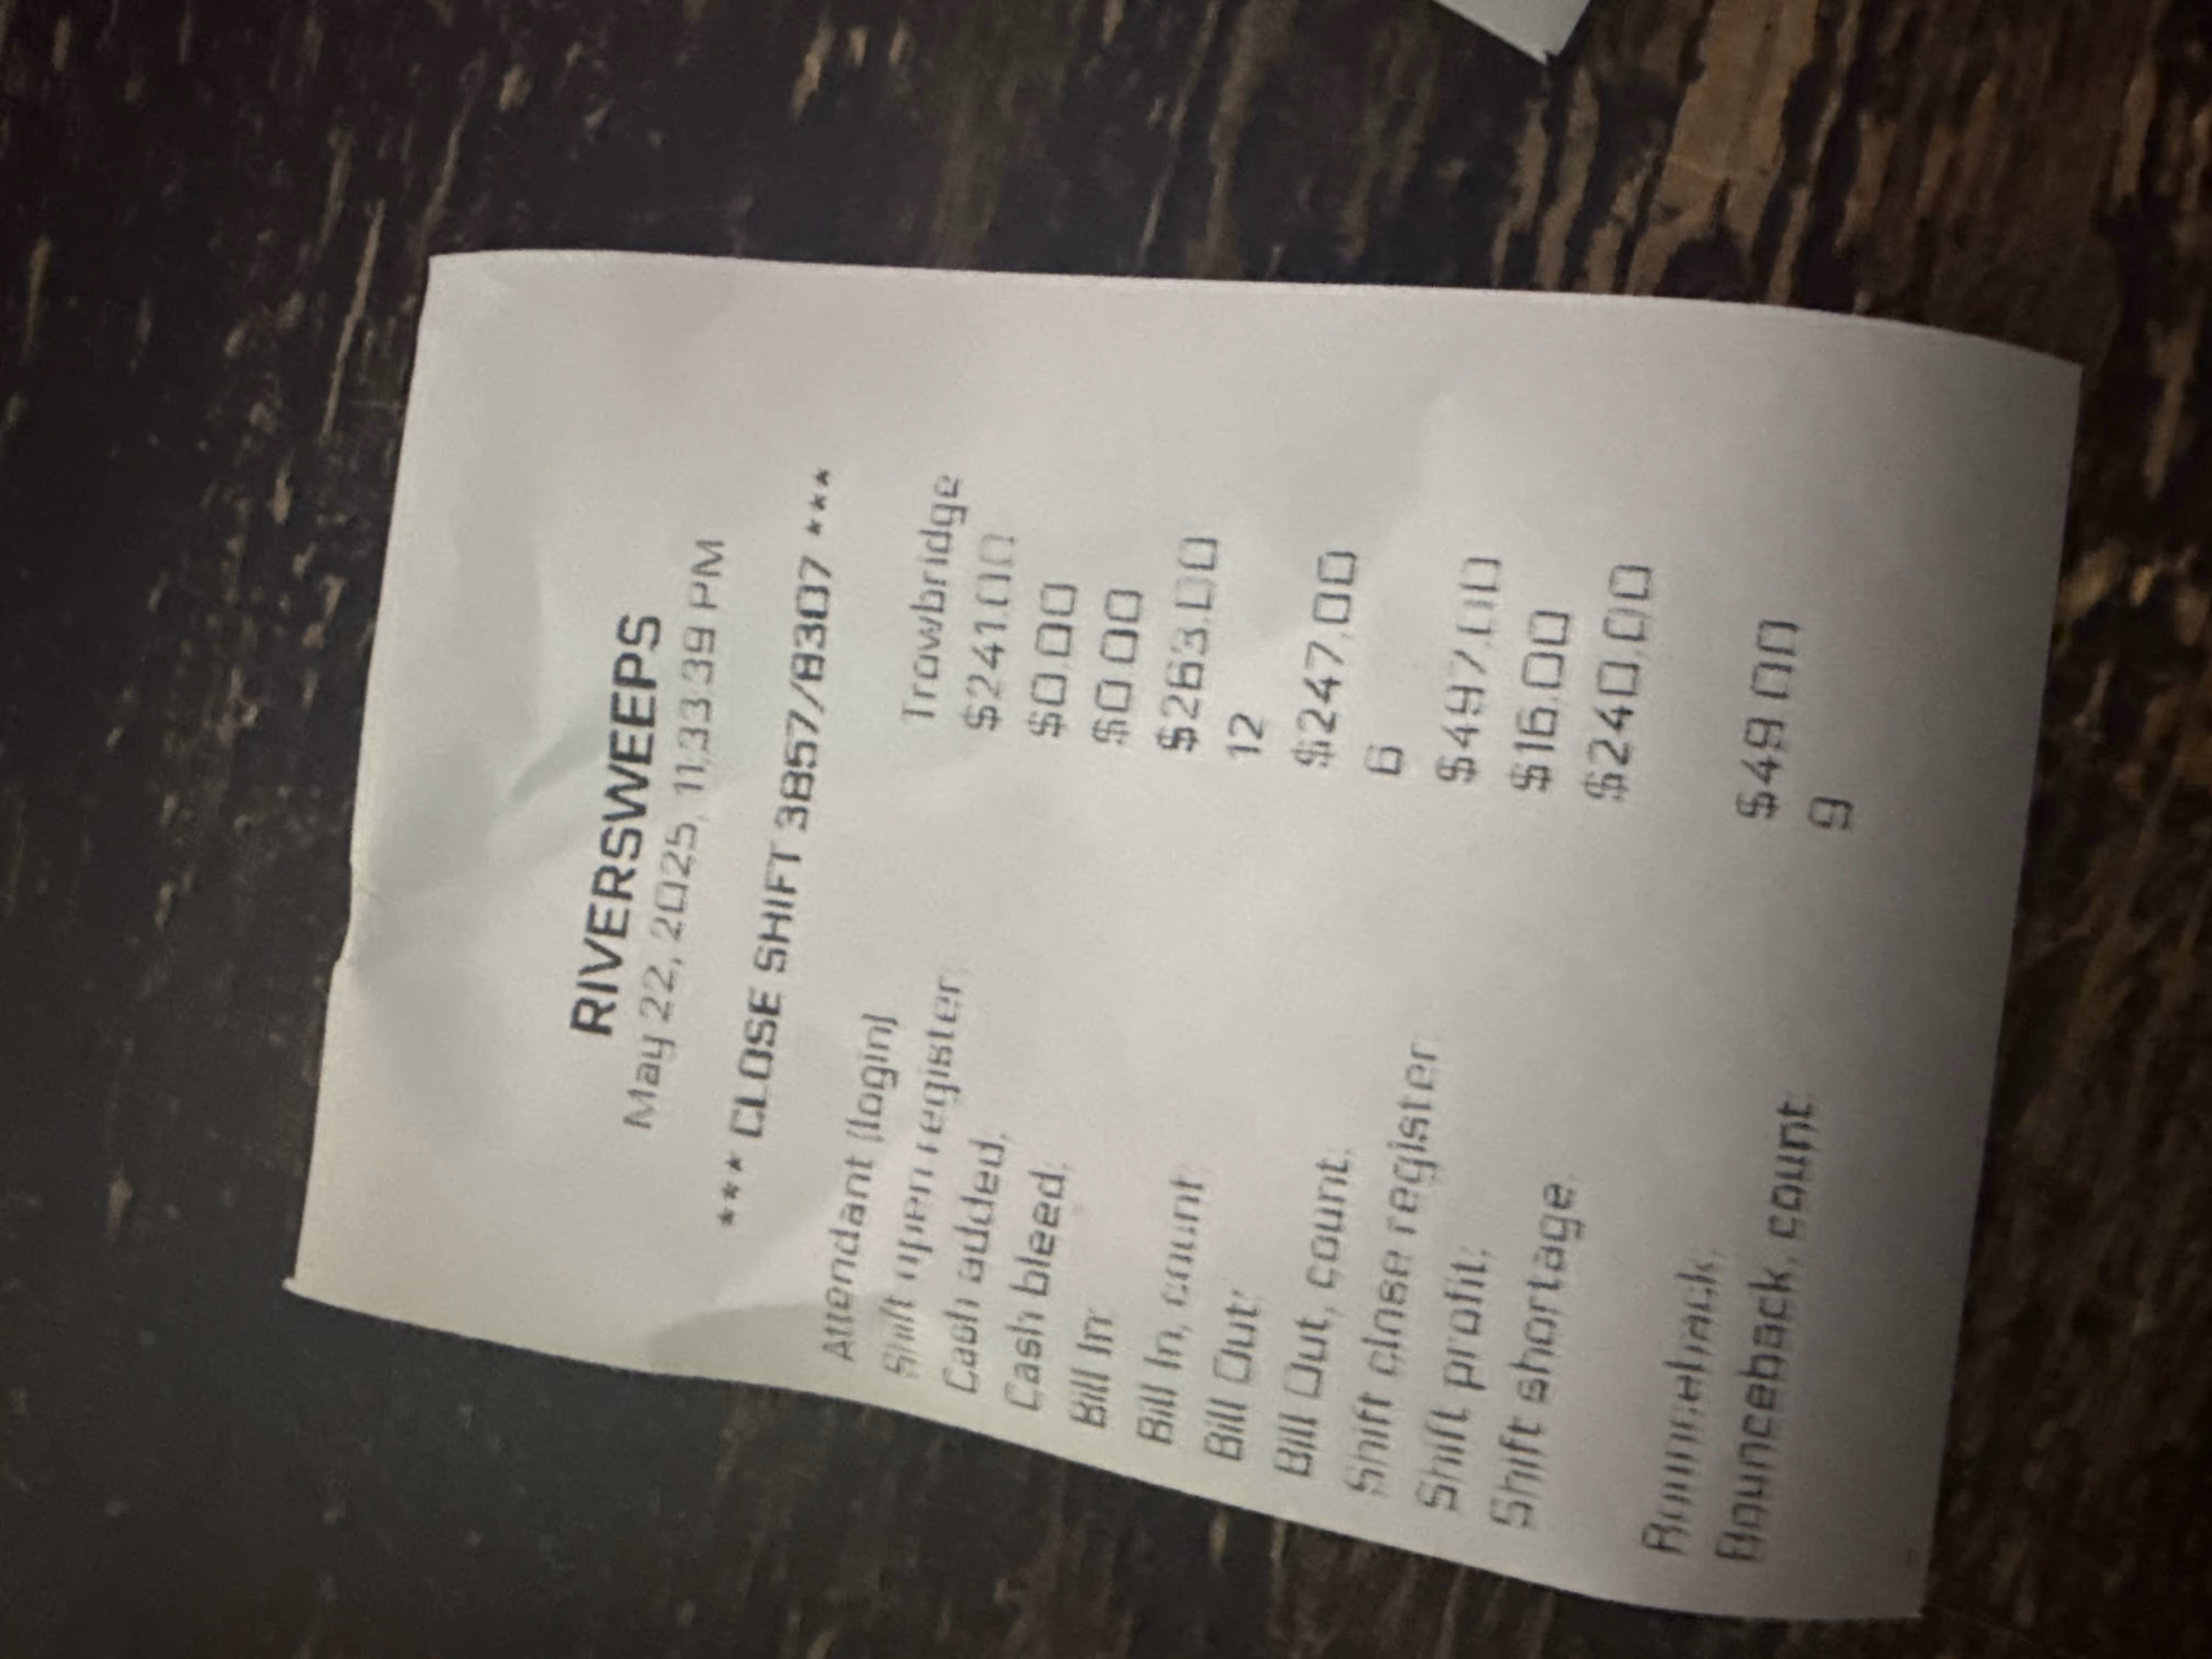 RIVERSWEEPS
May 22, 2025, 11:33:39 PM
*** CLOSE SHIFT 3857/8307 ***
Attendant (login) Trowbridge
Shift open register: $241.00
Cash added: $0.00
Cash bleed: $0.00
Bill In: $263.00
Bill In, count: 12
Bill Out: $247.00
Bill Out, count: 6
Shift close register: $497.00
Shift profit: $16.00
Shift shortage: $240.00
Bounceback: $49.00
Bounceback, count: 9